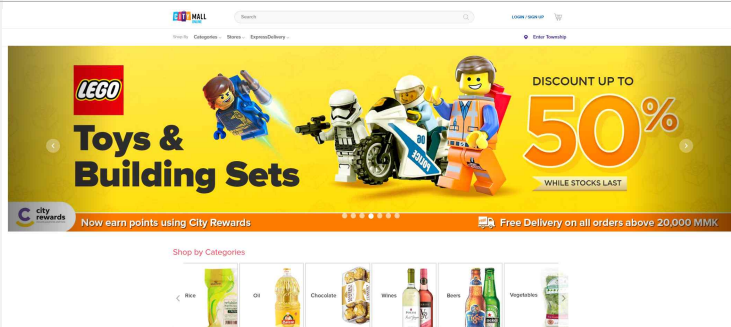 CITY MALL
Search
LOGIN / SIGN UP
Shop By Categories Stores ExpressDelivery
Enter Township
LEGO
Toys &
Building Sets
DISCOUNT UP TO
50%
WHILE STOCKS LAST
POLICE
city
rewards
Now earn points using City Rewards
Free Delivery on all orders above 20,000 MMK
Shop by Categories
Rice
Oil
Chocolate
Wines
Beers
Vegetables